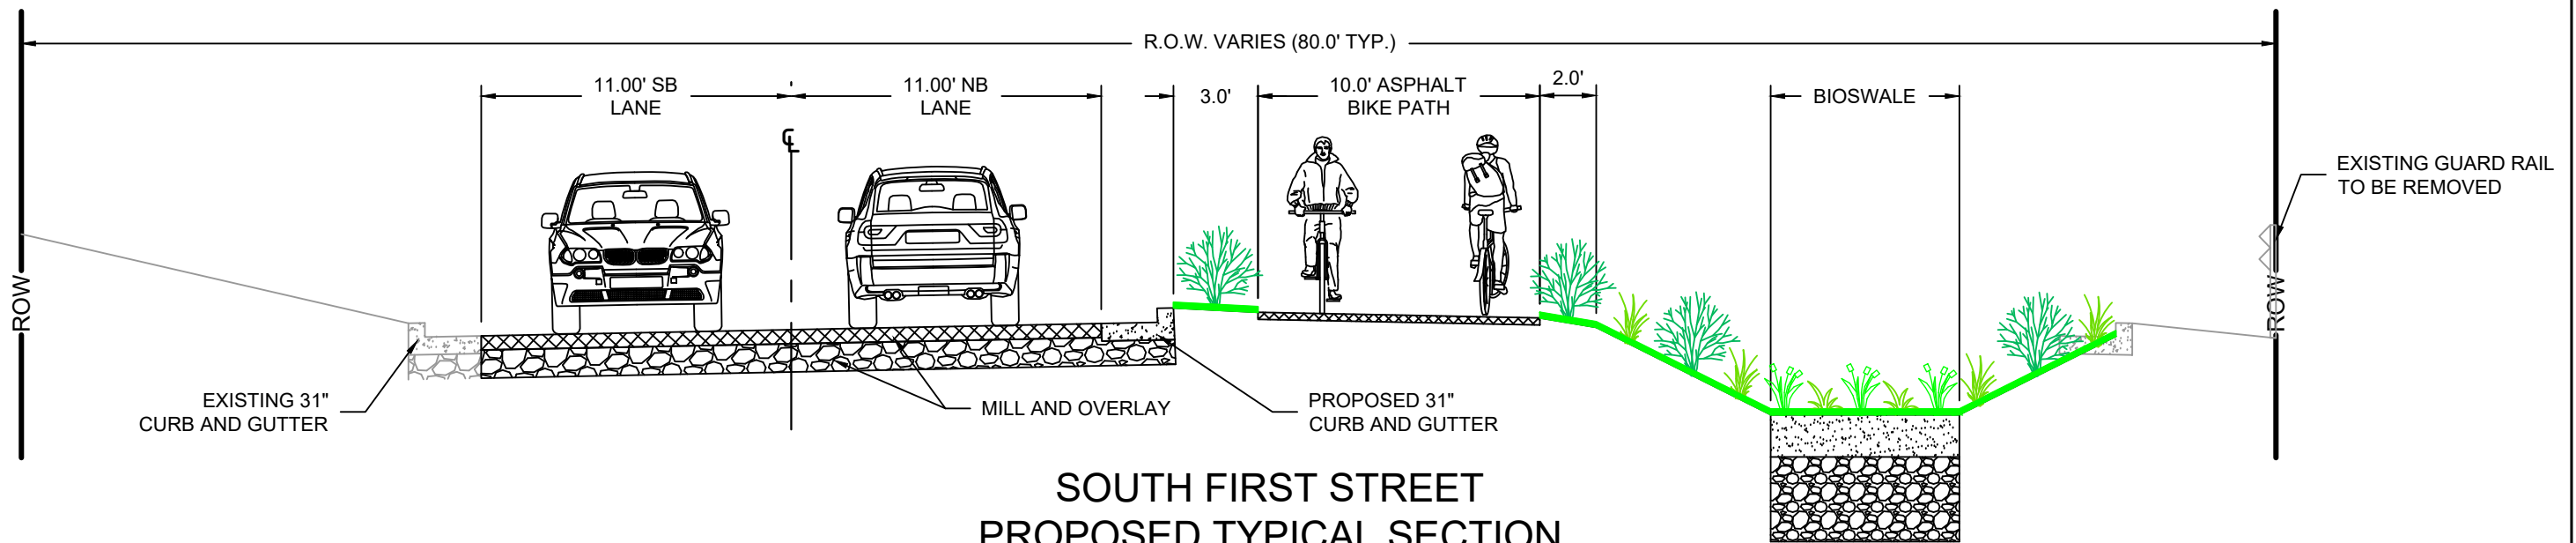 R.O.W. VARIES (80.0' TYP.)
11.00' SB
LANE
11.00' NB
LANE
3.0'
10.0' ASPHALT
BIKE PATH
2.0'
BIOSWALE
CL
EXISTING GUARD RAIL
TO BE REMOVED
ROW
ROW
EXISTING 31"
CURB AND GUTTER
MILL AND OVERLAY
PROPOSED 31"
CURB AND GUTTER
SOUTH FIRST STREET
PROPOSED TYPICAL SECTION